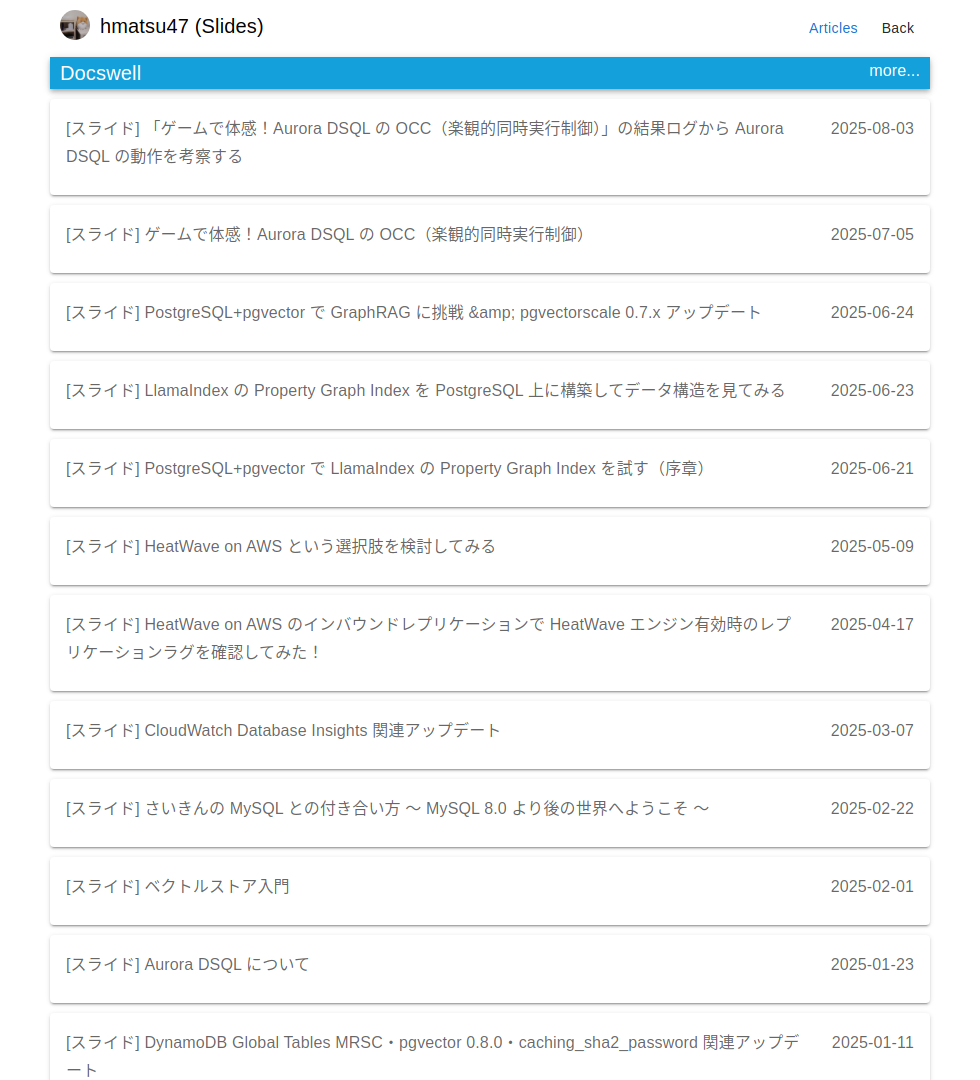 hmatsu47 (Slides)
Articles
Back
Docswell
more...
[スライド] 「ゲームで体感！Aurora DSQL の OCC（楽観的同時実行制御）」の結果ログから Aurora
DSQL の動作を考察する
2025-08-03
[スライド] ゲームで体感！Aurora DSQL の OCC（楽観的同時実行制御）
2025-07-05
[スライド] PostgreSQL+pgvector で GraphRAG に挑戦 &amp; pgvectorscale 0.7.x アップデート
2025-06-24
[スライド] LlamaIndex の Property Graph Index を PostgreSQL 上に構築してデータ構造を見てみる
2025-06-23
[スライド] PostgreSQL+pgvector で LlamaIndex の Property Graph Index を試す（序章）
2025-06-21
[スライド] HeatWave on AWS という選択肢を検討してみる
2025-05-09
[スライド] HeatWave on AWS のインバウンドレプリケーションで HeatWave エンジン有効時のレプ
リケーションラグを確認してみた！
2025-04-17
[スライド] CloudWatch Database Insights 関連アップデート
2025-03-07
[スライド] さいきんの MySQL との付き合い方 〜 MySQL 8.0 より後の世界へようこそ 〜
2025-02-22
[スライド] ベクトルストア入門
2025-02-01
[スライド] Aurora DSQL について
2025-01-23
[スライド] DynamoDB Global Tables MRSC・pgvector 0.8.0・caching_sha2_password 関連アップデ
ート
2025-01-11